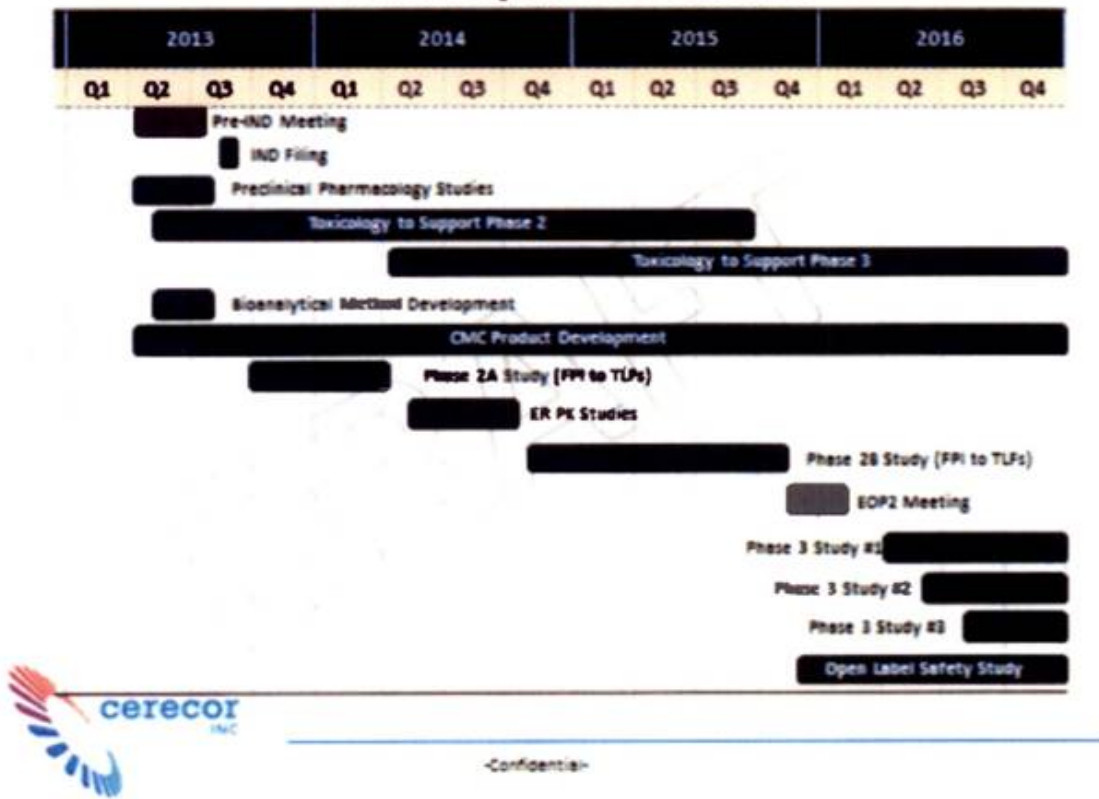 2013 2014 2015 2016
Q1 Q2 Q3 Q4 Q1 Q2 Q3 Q4 Q1 Q2 Q3 Q4 Q1 Q2 Q3 Q4
Pre-IND Meeting
IND Filing
Preclinical Pharmacology Studies
Toxicology to Support Phase 2
Toxicology to Support Phase 3
Bioanalytical Method Development
CMC Product Development
Phase 2A Study (FPI to TLFs)
ER PK Studies
Phase 2B Study (FPI to TLFs)
EOP2 Meeting
Phase 3 Study #1
Phase 3 Study #2
Phase 3 Study #3
Open Label Safety Study
cerecor
INC
-Confidential-
DRAFT